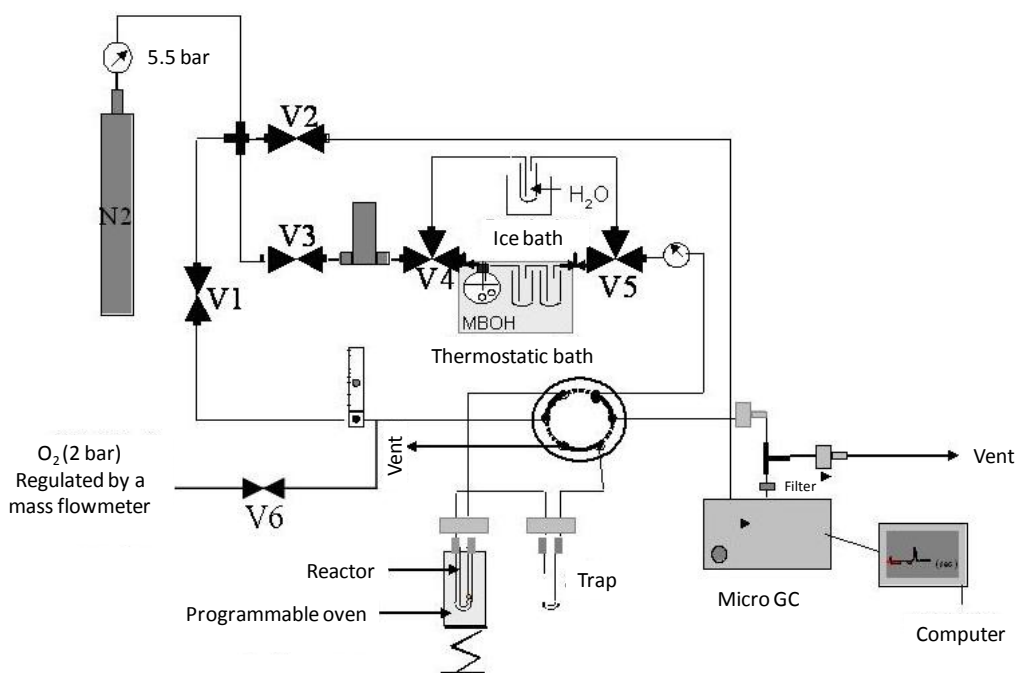 5.5 bar
V2
H2O
N2
Ice bath
V3
V4
V5
V1
MBOH
Thermostatic bath
O2 (2 bar)
Regulated by a
mass flowmeter
Vent
Vent
V6
Filter
(sec)
Reactor
Trap
Programmable oven
Micro GC
Computer